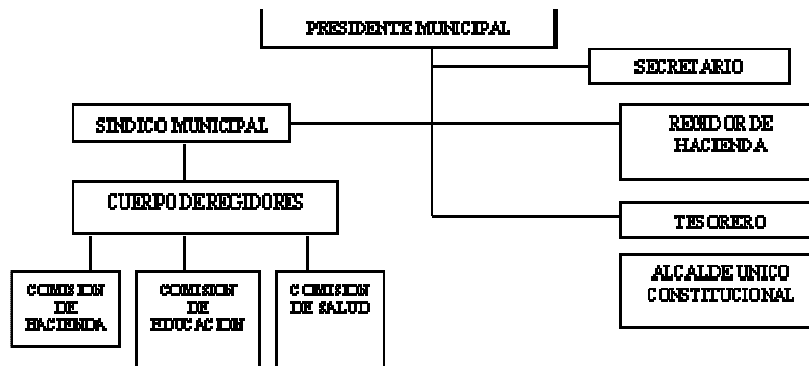 PRESIDENTE MUNICIPAL
SECRETARIO
SINDICO MUNICIPAL
REGIDOR DE
HACIENDA
CUERPO DE REGIDORES
TESORERO
COMISION
DE
HACIENDA
COMISION
DE
EDUCACION
COMISION
DE SALUD
ALCALDE UNICO
CONSTITUCIONAL